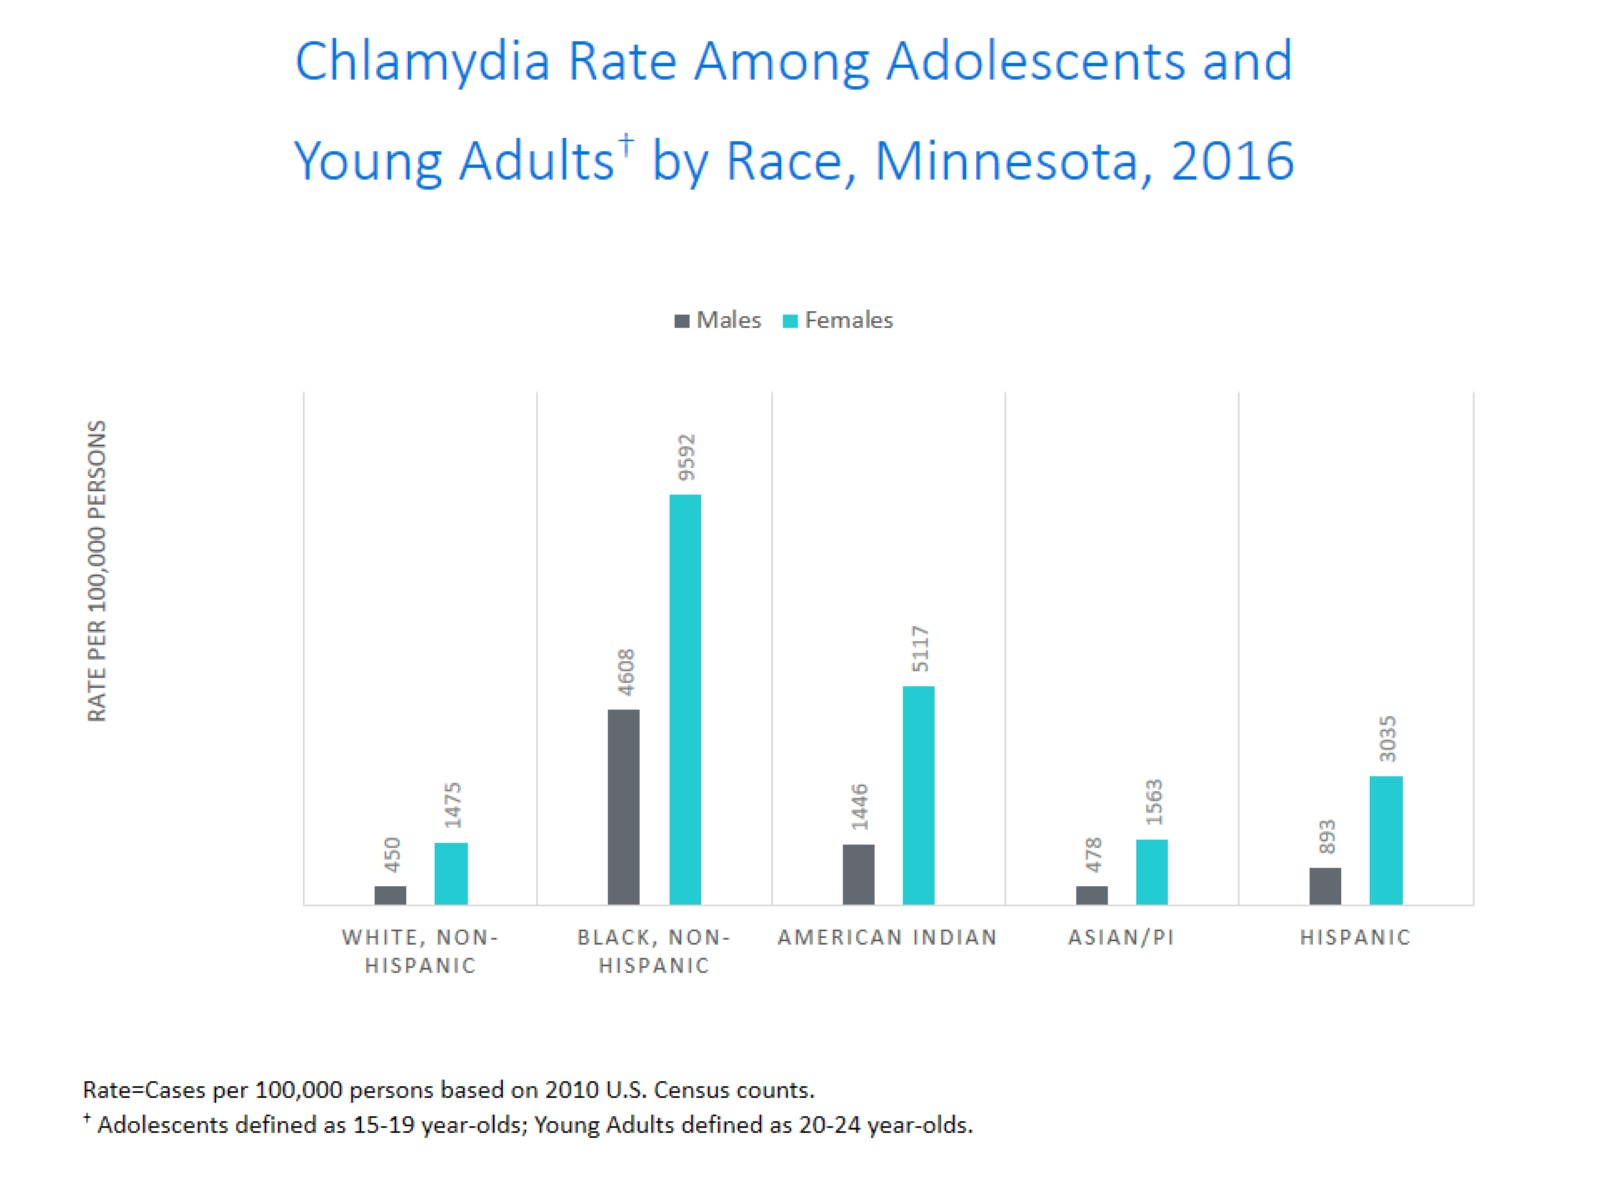 Chlamydia Rate Among Adolescents and
Young Adults† by Race, Minnesota, 2016
Males Females
RATE PER 100,000 PERSONS
450
1475
4608
9592
1446
5117
478
1563
893
3035
WHITE, NON-
HISPANIC
BLACK, NON-
HISPANIC
AMERICAN INDIAN
ASIAN/PI
HISPANIC
Rate=Cases per 100,000 persons based on 2010 U.S. Census counts.
† Adolescents defined as 15-19 year-olds; Young Adults defined as 20-24 year-olds.